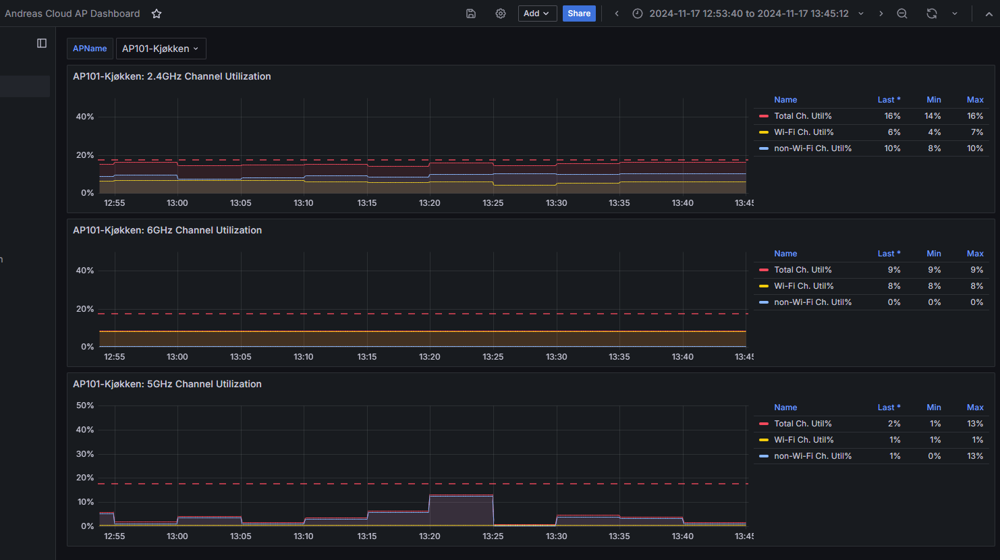 Andreas Cloud AP Dashboard Add Share 2024-11-17 12:53:40 to 2024-11-17 13:45:12
APName AP101-Kjøkken
AP101-Kjøkken: 2.4GHz Channel Utilization
40%
20%
0%
12:55 13:00 13:05 13:10 13:15 13:20 13:25 13:30 13:35 13:40 13:45
Name Last * Min Max
Total Ch. Util% 16% 14% 16%
Wi-Fi Ch. Util% 6% 4% 7%
non-Wi-Fi Ch. Util% 10% 8% 10%
AP101-Kjøkken: 6GHz Channel Utilization
40%
20%
0%
12:55 13:00 13:05 13:10 13:15 13:20 13:25 13:30 13:35 13:40 13:45
Name Last * Min Max
Total Ch. Util% 9% 9% 9%
Wi-Fi Ch. Util% 8% 8% 8%
non-Wi-Fi Ch. Util% 0% 0% 0%
AP101-Kjøkken: 5GHz Channel Utilization
50%
40%
30%
20%
10%
0%
12:55 13:00 13:05 13:10 13:15 13:20 13:25 13:30 13:35 13:40 13:45
Name Last * Min Max
Total Ch. Util% 2% 1% 13%
Wi-Fi Ch. Util% 1% 1% 1%
non-Wi-Fi Ch. Util% 1% 0% 13%